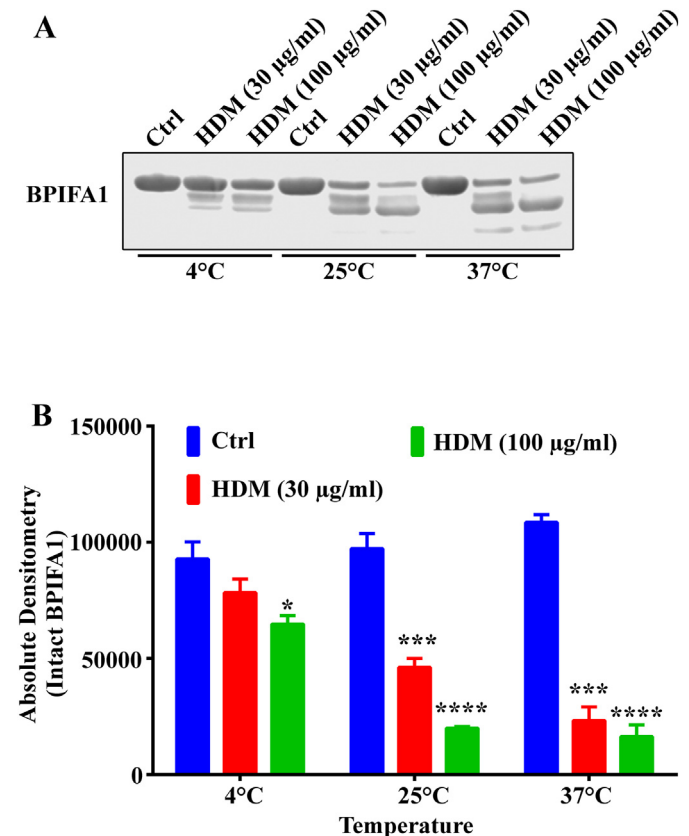 A
Ctrl
HDM (30 µg/ml)
HDM (100 µg/ml)
Ctrl
HDM (30 µg/ml)
HDM (100 µg/ml)
Ctrl
HDM (30 µg/ml)
HDM (100 µg/ml)
BPIFA1
4°C 25°C 37°C
B
Ctrl
HDM (100 µg/ml)
HDM (30 µg/ml)
Absolute Densitometry
(Intact BPIFA1)
150000
100000
50000
0
*
***
****
***
****
4°C 25°C 37°C
Temperature